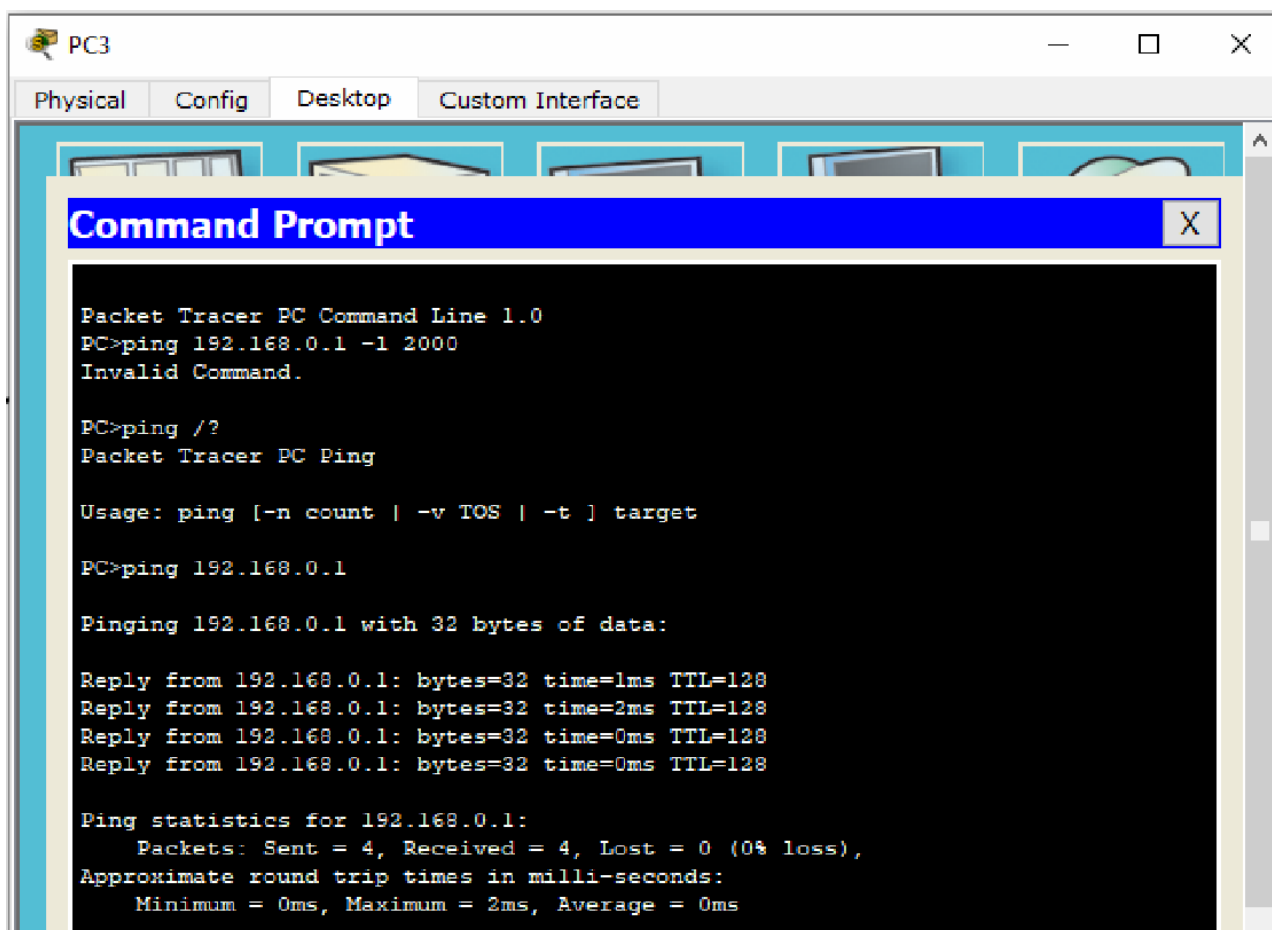 PC3
Physical Config Desktop Custom Interface
Command Prompt
X
Packet Tracer PC Command Line 1.0
PC>ping 192.168.0.1 -l 2000
Invalid Command.
PC>ping /?
Packet Tracer PC Ping
Usage: ping [-n count | -v TOS | -t ] target
PC>ping 192.168.0.1
Pinging 192.168.0.1 with 32 bytes of data:
Reply from 192.168.0.1: bytes=32 time=1ms TTL=128
Reply from 192.168.0.1: bytes=32 time=2ms TTL=128
Reply from 192.168.0.1: bytes=32 time=0ms TTL=128
Reply from 192.168.0.1: bytes=32 time=0ms TTL=128
Ping statistics for 192.168.0.1:
Packets: Sent = 4, Received = 4, Lost = 0 (0% loss),
Approximate round trip times in milli-seconds:
Minimum = 0ms, Maximum = 2ms, Average = 0ms